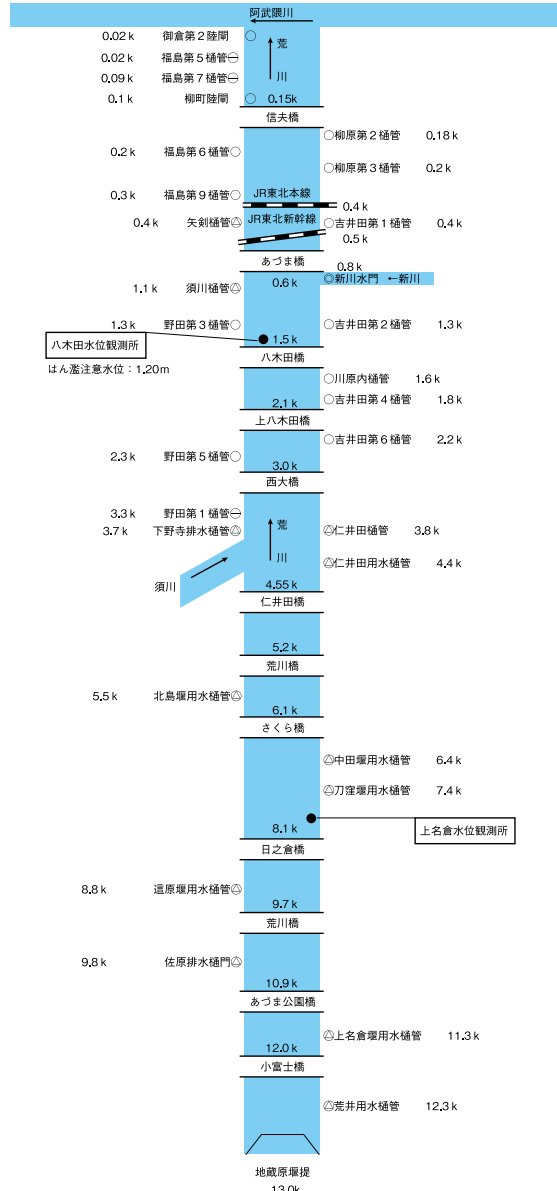 阿武隈川
0.02 k 御倉第2陸閘○
荒
0.02 k 福島第5樋管
0.09 k 福島第7樋管
川
0.1 k 柳町陸閘○ 0.15k
信夫橋
○柳原第2樋管 0.18 k
0.2 k 福島第6樋管○
○柳原第3樋管 0.2 k
0.3 k 福島第9樋管○ JR東北本線
0.4 k
0.4 k 矢剣樋管 JR東北新幹線 ○吉井田第1樋管 0.4 k
0.5 k
あづま橋
0.8 k
0.6 k ◎新川水門 ←新川
1.1 k 須川樋管
1.3 k 野田第3樋管○ ○吉井田第2樋管 1.3 k
八木田水位観測所 1.5 k
八木田橋
はん濫注意水位：1.20m
○川原内樋管 1.6 k
2.1 k ○吉井田第4樋管 1.8 k
上八木田橋
○吉井田第6樋管 2.2 k
2.3 k 野田第5樋管○
3.0 k
西大橋
3.3 k 野田第1樋管
荒
3.7 k 下野寺排水樋管 仁井田樋管 3.8 k
川
仁井田用水樋管 4.4 k
須川 4.55 k
仁井田橋
5.2 k
荒川橋
5.5 k 北島堰用水樋管
6.1 k
さくら橋
中田堰用水樋管 6.4 k
刀窪堰用水樋管 7.4 k
8.1 k 上名倉水位観測所
日之倉橋
8.8 k 這原堰用水樋管
9.7 k
荒川橋
9.8 k 佐原排水樋門
10.9 k
あづま公園橋
上名倉堰用水樋管 11.3 k
12.0 k
小富士橋
荒井用水樋管 12.3 k
地蔵原堰堤
13.0k